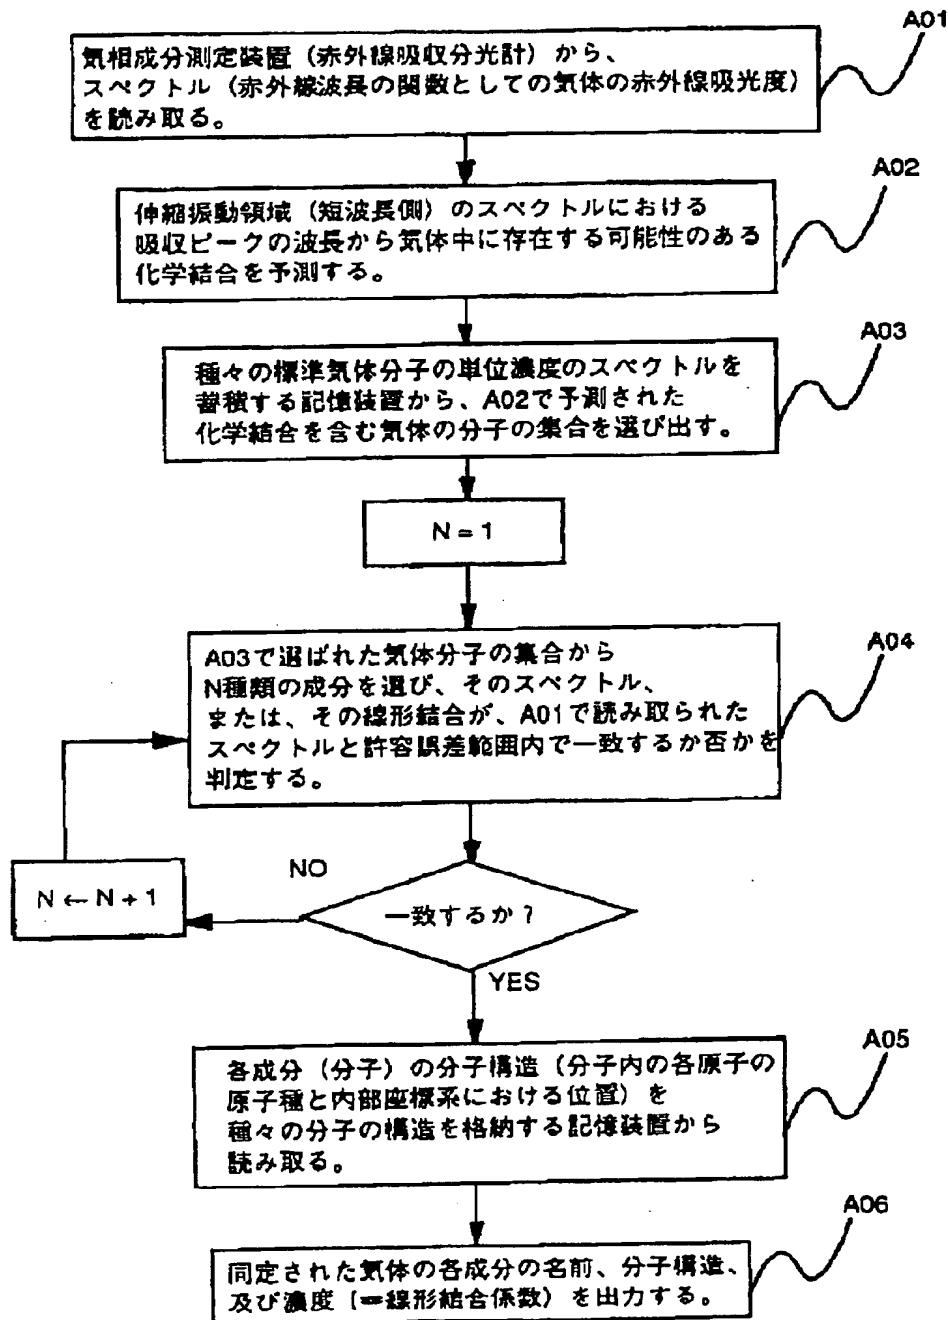 A01
気相成分測定装置（赤外線吸収分光計）から、
スペクトル（赤外線波長の関数としての気体の赤外線吸光度）
を読み取る。
A02
伸縮振動領域（短波長側）のスペクトルにおける
吸収ピークの波長から気体中に存在する可能性のある
化学結合を予測する。
A03
種々の標準気体分子の単位濃度のスペクトルを
蓄積する記憶装置から、A02で予測された
化学結合を含む気体の分子の集合を選び出す。
N = 1
A04
A03で選ばれた気体分子の集合から
N種類の成分を選び、そのスペクトル、
または、その線形結合が、A01で読み取られた
スペクトルと許容誤差範囲内で一致するか否かを
判定する。
NO
N ← N + 1
一致するか？
YES
A05
各成分（分子）の分子構造（分子内の各原子の
原子種と内部座標系における位置）を
種々の分子の構造を格納する記憶装置から
読み取る。
A06
同定された気体の各成分の名前、分子構造、
及び濃度（＝線形結合係数）を出力する。